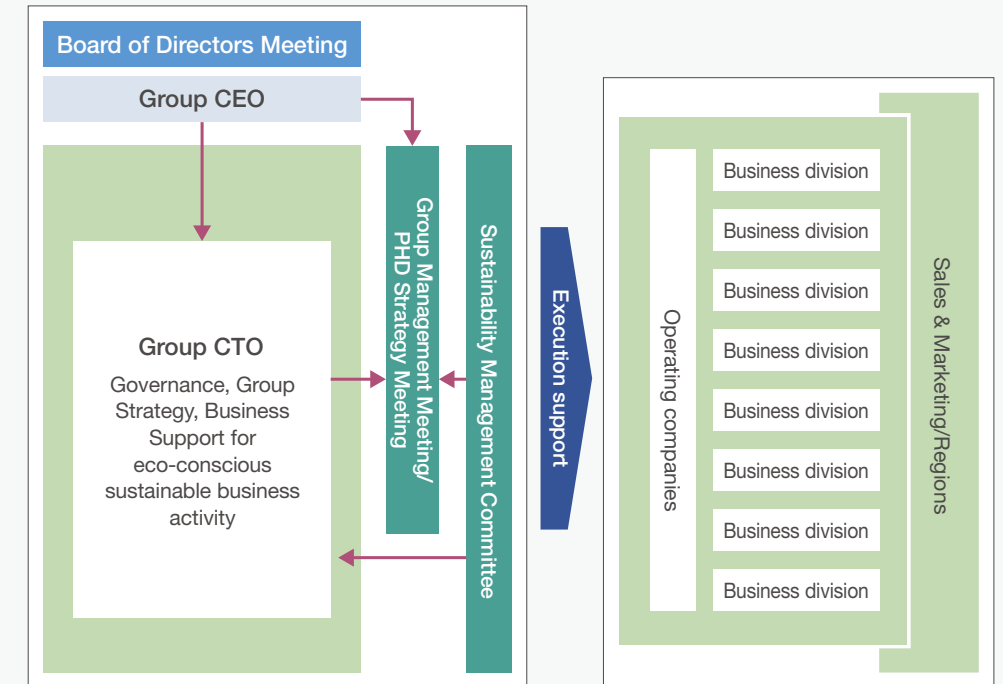 Board of Directors Meeting
Group CEO
Group CTO
Governance, Group
Strategy, Business
Support for
eco-conscious
sustainable business
activity
Group Management Meeting/
PHD Strategy Meeting
Sustainability Management Committee
Execution support
Operating companies
Business division
Business division
Business division
Business division
Business division
Business division
Business division
Business division
Sales & Marketing/Regions